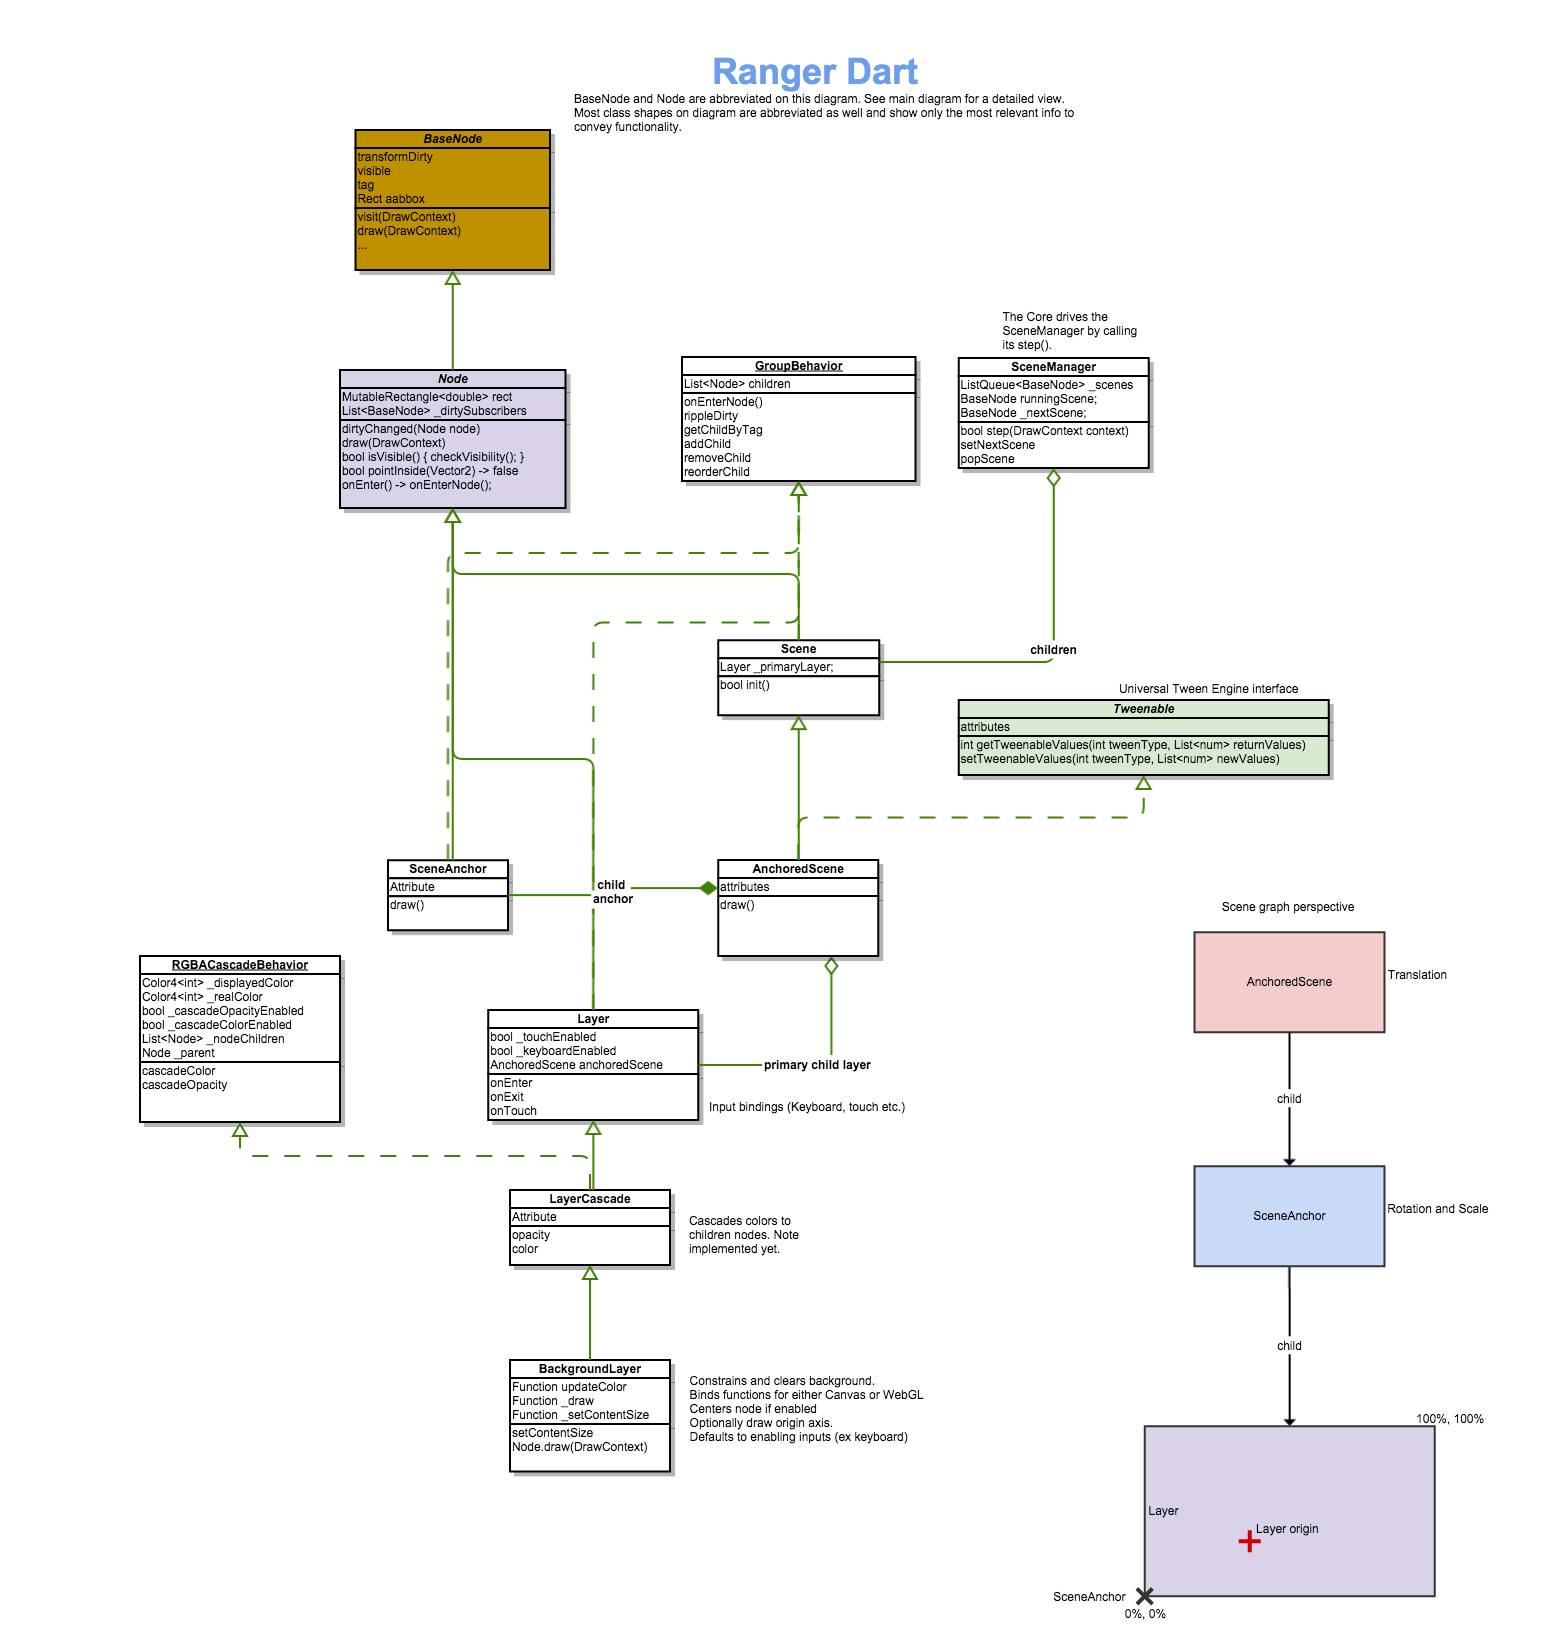 Ranger Dart
BaseNode and Node are abbreviated on this diagram. See main diagram for a detailed view.
Most class shapes on diagram are abbreviated as well and show only the most relevant info to
convey functionality.
BaseNode
transformDirty
visible
tag
Rect aabbox
visit(DrawContext)
draw(DrawContext)
...
The Core drives the
SceneManager by calling
its step().
Node
MutableRectangle<double> rect
List<BaseNode> _dirtySubscribers
dirtyChanged(Node node)
draw(DrawContext)
bool isVisible() { checkVisibility(); }
bool pointInside(Vector2) -> false
onEnter() -> onEnterNode();
GroupBehavior
List<Node> children
onEnterNode()
rippleDirty
getChildByTag
addChild
removeChild
reorderChild
SceneManager
ListQueue<BaseNode> _scenes
BaseNode runningScene;
BaseNode _nextScene;
bool step(DrawContext context)
setNextScene
popScene
Scene
Layer _primaryLayer;
bool init()
children
Universal Tween Engine interface
Tweenable
attributes
int getTweenableValues(int tweenType, List<num> returnValues)
setTweenableValues(int tweenType, List<num> newValues)
SceneAnchor
Attribute
draw()
child
anchor
AnchoredScene
attributes
draw()
RGBACascadeBehavior
Color4<int> _displayedColor
Color4<int> _realColor
bool _cascadeOpacityEnabled
bool _cascadeColorEnabled
List<Node> _nodeChildren
Node _parent
cascadeColor
cascadeOpacity
Layer
bool _touchEnabled
bool _keyboardEnabled
AnchoredScene anchoredScene
onEnter
onExit
onTouch
primary child layer
Input bindings (Keyboard, touch etc.)
LayerCascade
Attribute
opacity
color
Cascades colors to
children nodes. Note
implemented yet.
BackgroundLayer
Function updateColor
Function _draw
Function _setContentSize
setContentSize
Node.draw(DrawContext)
Constrains and clears background.
Binds functions for either Canvas or WebGL
Centers node if enabled
Optionally draw origin axis.
Defaults to enabling inputs (ex keyboard)
Scene graph perspective
AnchoredScene
Translation
child
SceneAnchor
Rotation and Scale
child
100%, 100%
Layer
Layer origin
SceneAnchor
0%, 0%